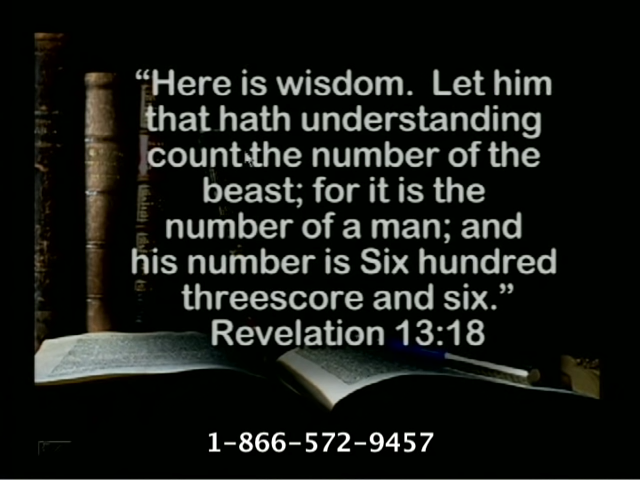 “Here is wisdom.  Let him
that hath understanding
count the number of the
beast; for it is the
number of a man; and
his number is Six hundred
threescore and six.”
Revelation 13:18
1-866-572-9457